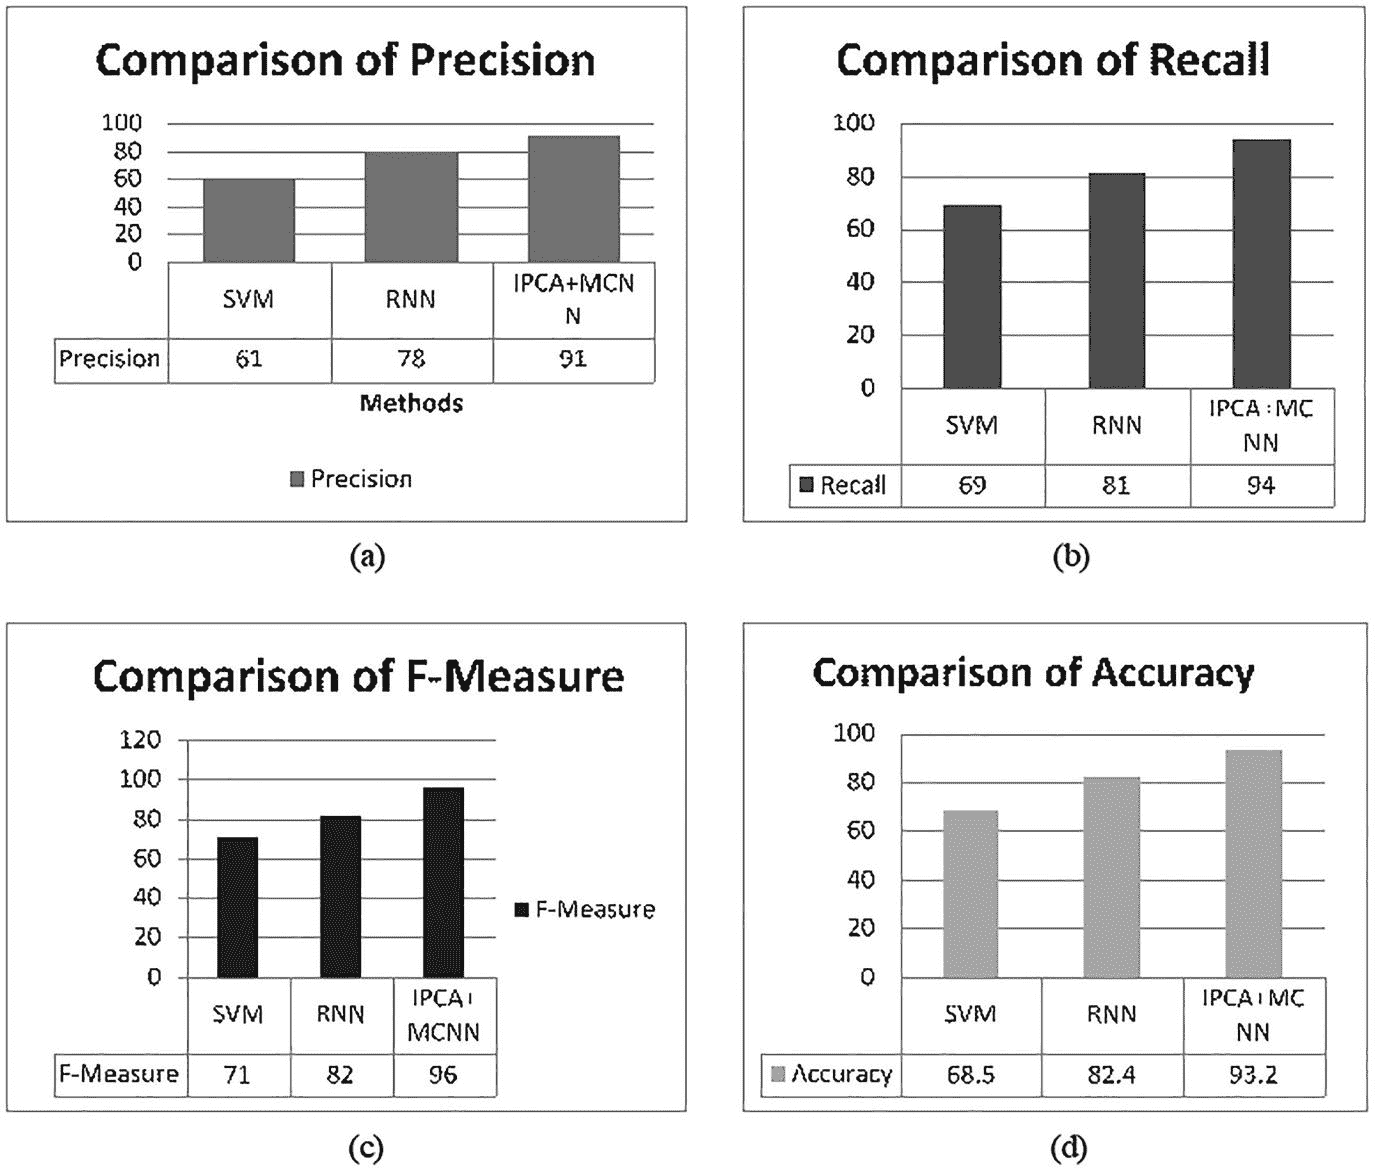 Comparison of Precision
100
80
60
40
20
0
SVM RNN IPCA+MCN
N
Precision 61 78 91
Methods
Precision
(a)
Comparison of Recall
100
80
60
40
20
0
SVM RNN IPCA+MC
NN
Recall 69 81 94
(b)
Comparison of F-Measure
120
100
80
60
40
20
0
SVM RNN IPCA+
MCNN
F-Measure 71 82 96
F-Measure
(c)
Comparison of Accuracy
100
80
60
40
20
0
SVM RNN IPCA+MC
NN
Accuracy 68.5 82.4 93.2
(d)